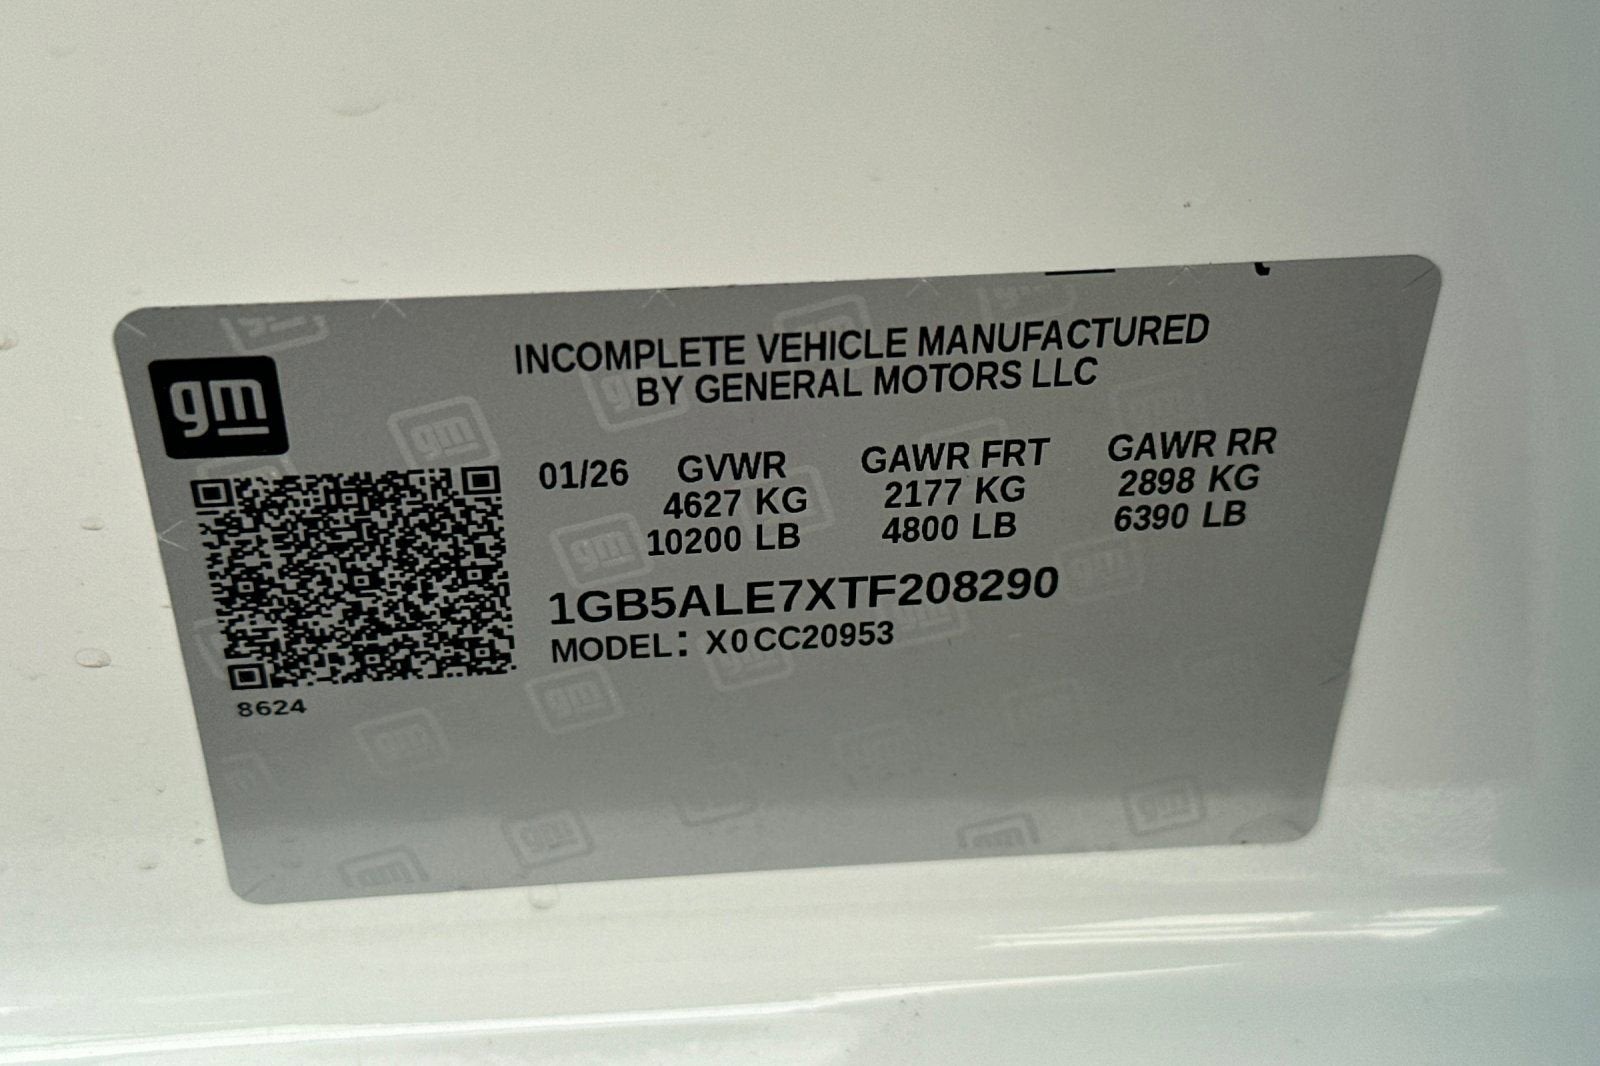 INCOMPLETE VEHICLE MANUFACTURED
BY GENERAL MOTORS LLC
gm
01/26 GVWR GAWR FRT GAWR RR
4627 KG 2177 KG 2898 KG
10200 LB 4800 LB 6390 LB
1GB5ALE7XTF208290
MODEL: X0CC20953
8624